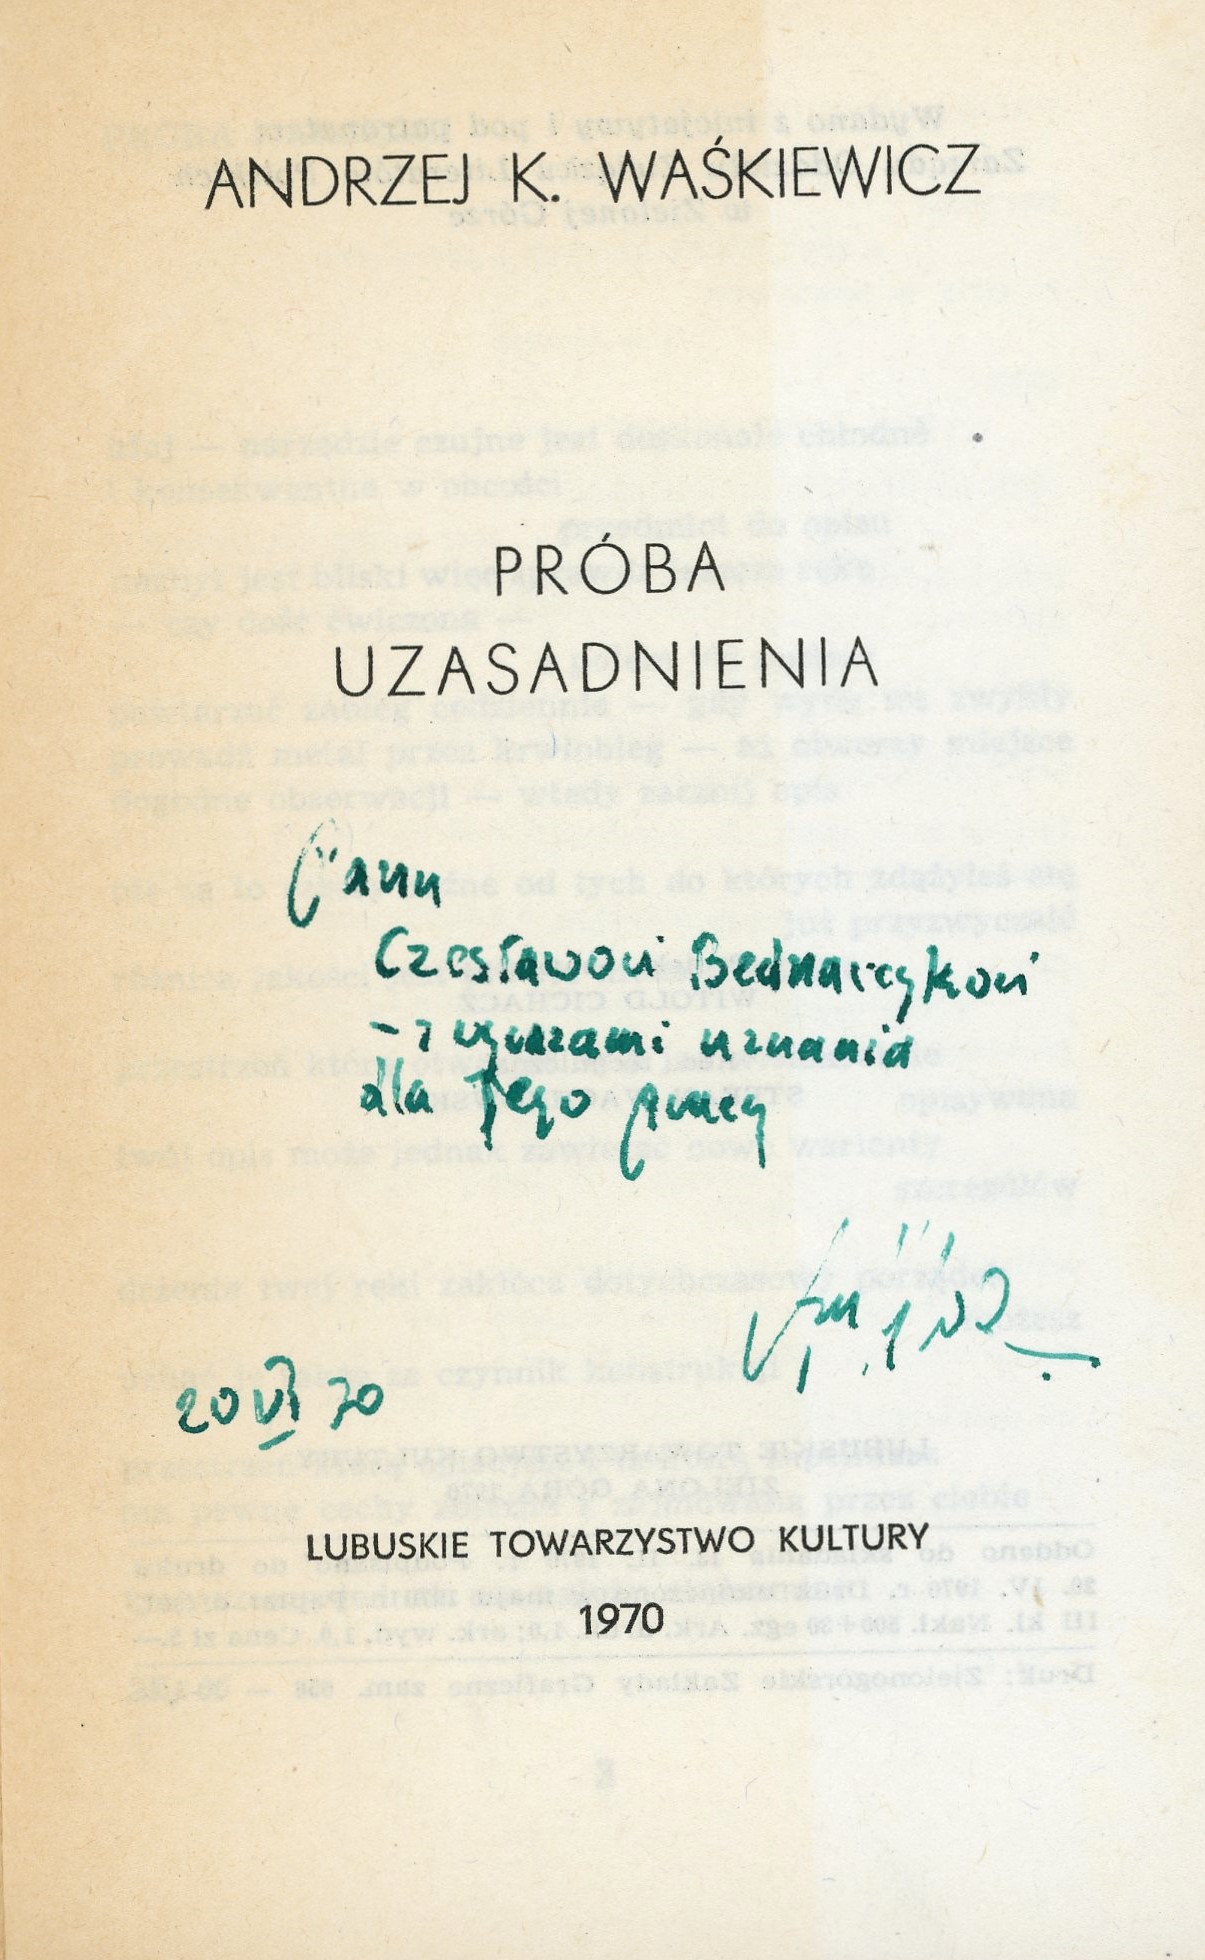 ANDRZEJ K. WAŚKIEWICZ
PRÓBA
UZASADNIENIA
Panu
Czesławowi Bednarczykowi
– z wyrazami uznania
dla Jego pracy
20 VI 70
LUBUSKIE TOWARZYSTWO KULTURY
1970